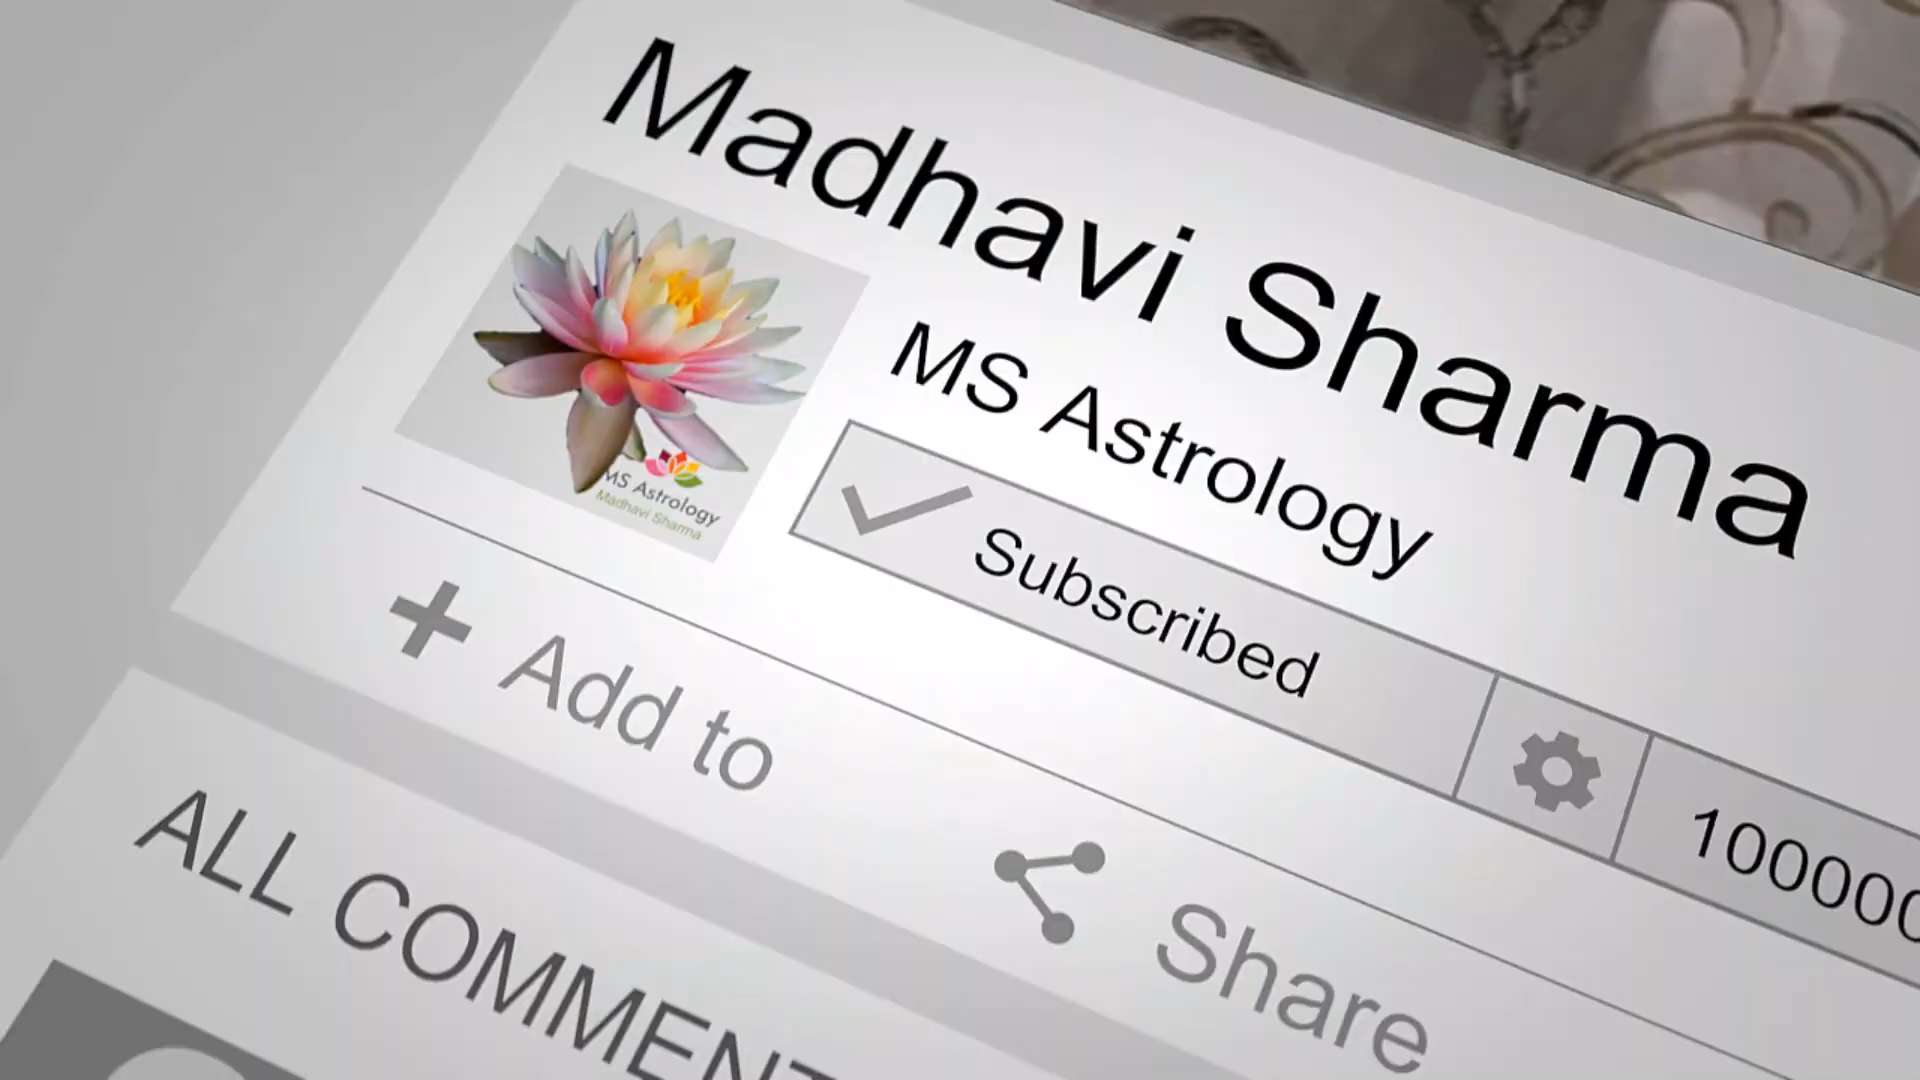 Madhavi Sharma
MS Astrology
MS Astrology
Madhavi Sharma
Subscribed
Add to
Share
ALL COMMENT